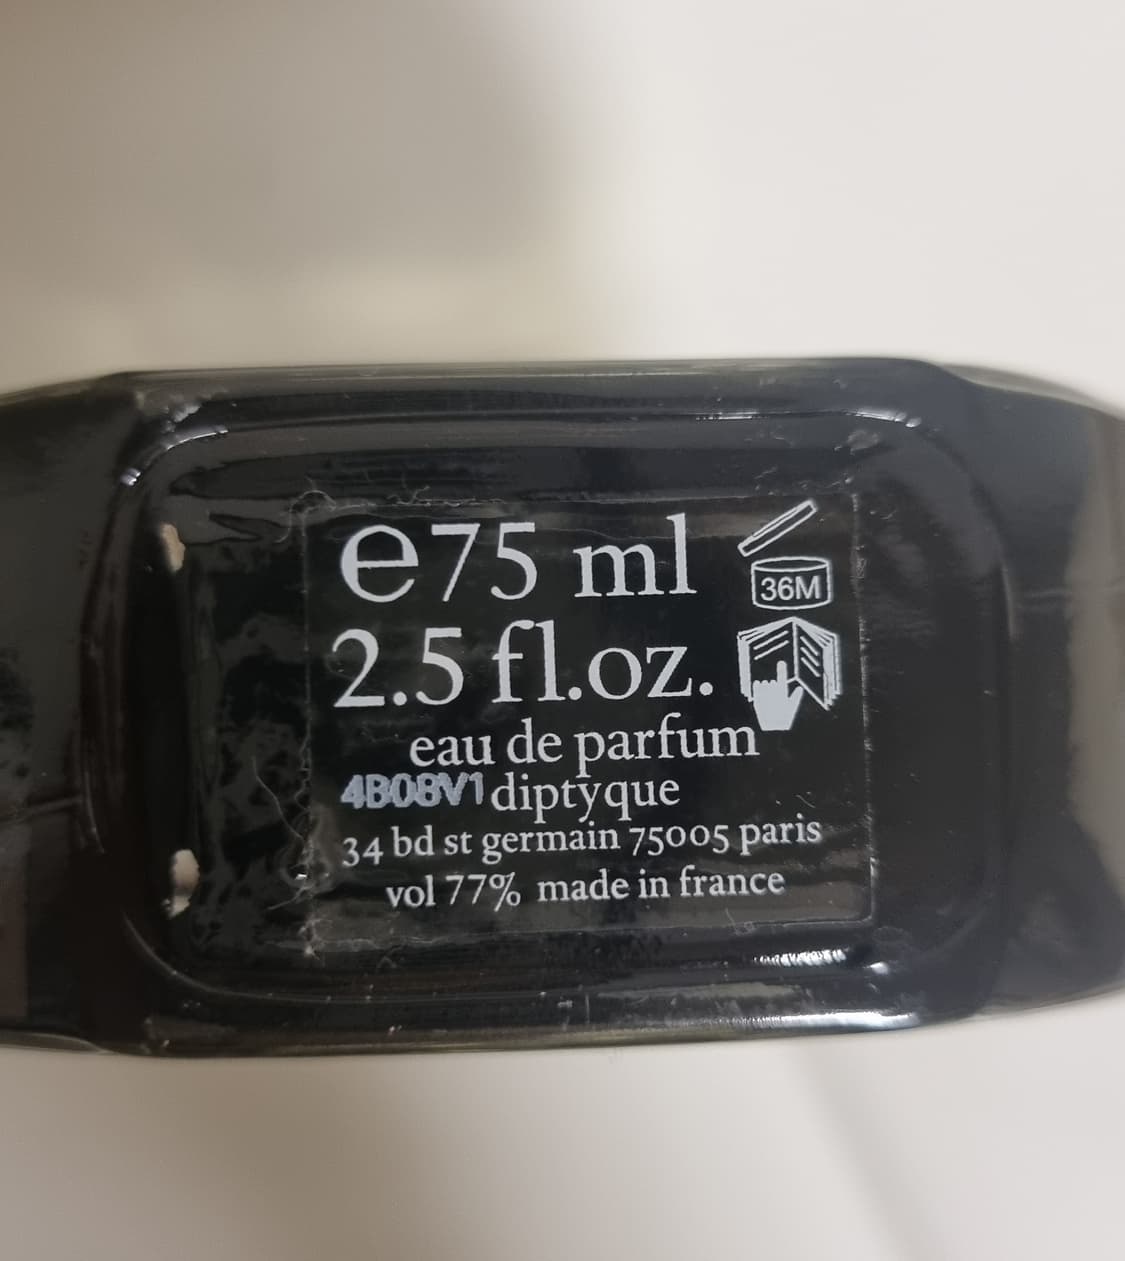 e75 ml
36M
2.5 fl.oz.
eau de parfum
4B08V1 diptyque
34 bd st germain 75005 paris
vol 77% made in france